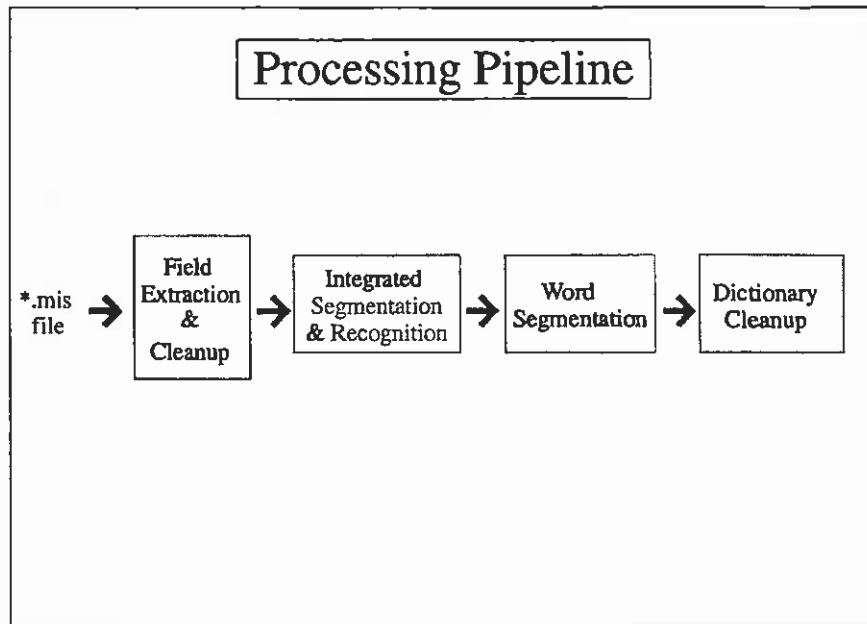 Processing Pipeline
*.mis
file
Field
Extraction
&
Cleanup
Integrated
Segmentation
& Recognition
Word
Segmentation
Dictionary
Cleanup